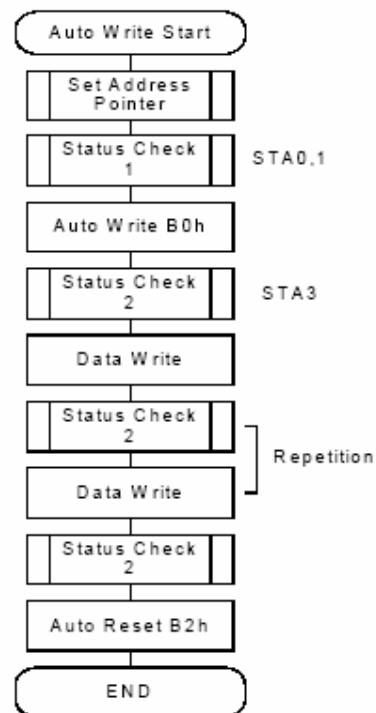 Auto Write Start
Set Address
Pointer
Status Check
1
STA0,1
Auto Write B0h
Status Check
2
STA3
Data Write
Status Check
2
Repetition
Data Write
Status Check
2
Auto Reset B2h
END